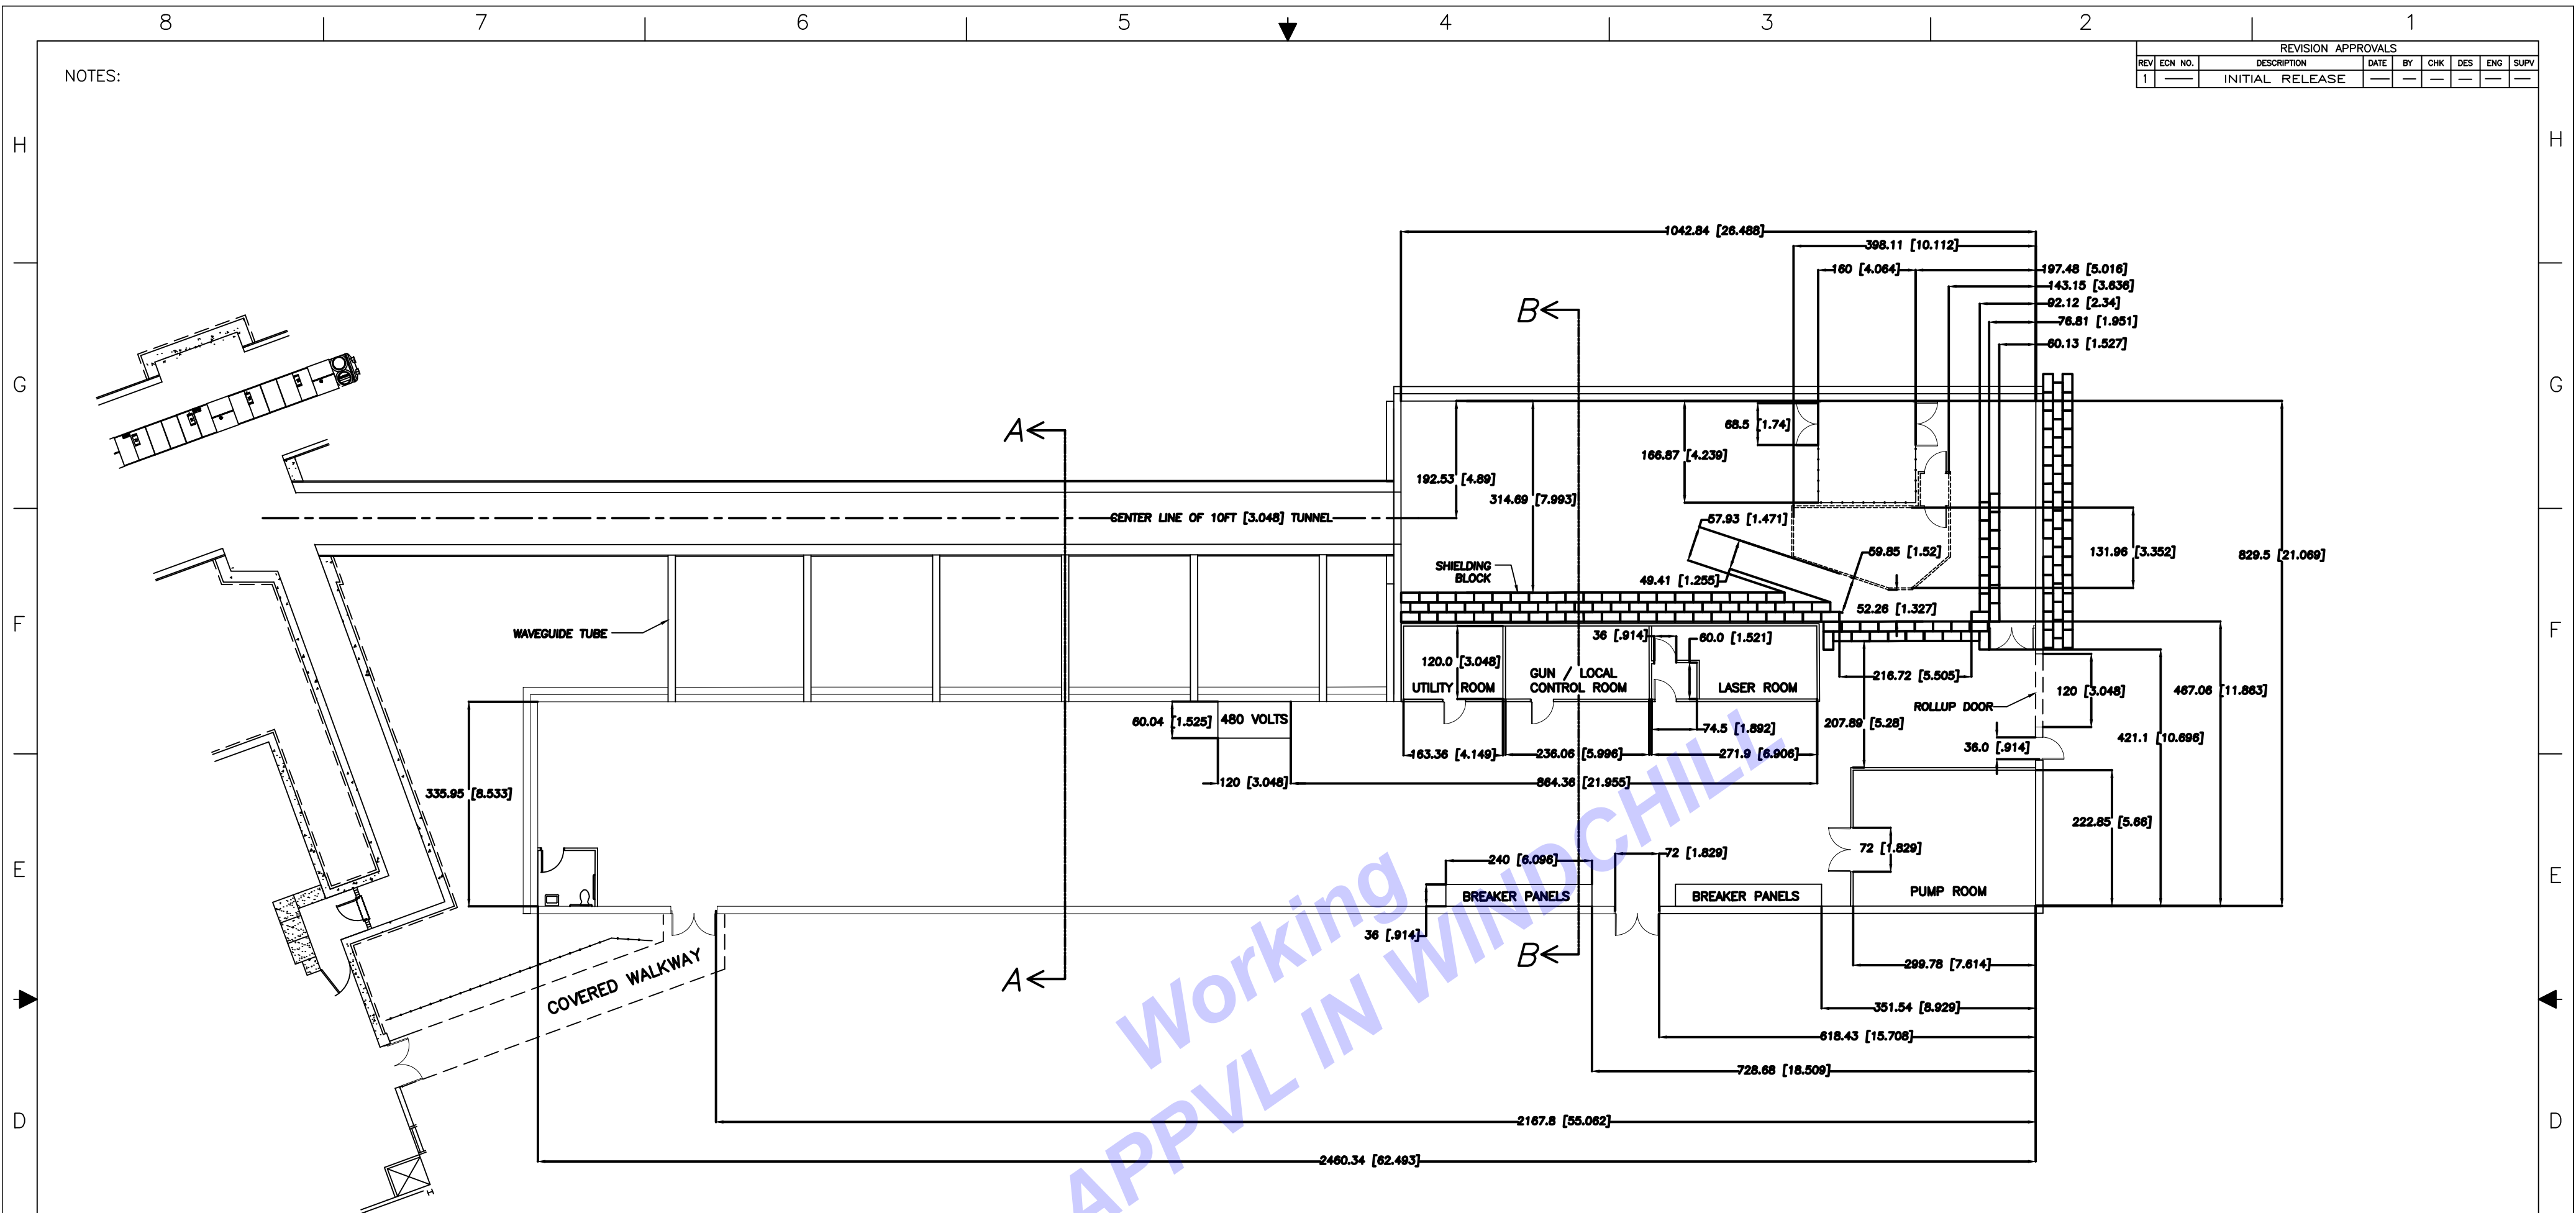 8 7 6 5 4 3 2 1
NOTES:
REVISION APPROVALS
REV ECN NO. DESCRIPTION DATE BY CHK DES ENG SUPV
1 —— INITIAL RELEASE — — — — — —
H H
1042.84 [26.488]
398.11 [10.112]
160 [4.064] 197.48 [5.016]
143.15 [3.636]
B 92.12 [2.34]
76.81 [1.951]
60.13 [1.527]
G G
A
68.5 [1.74]
166.87 [4.239]
192.53 [4.89]
314.69 [7.993]
CENTER LINE OF 10FT [3.048] TUNNEL
57.93 [1.471]
59.85 [1.52]
131.96 [3.352]
829.5 [21.069]
SHIELDING
BLOCK
49.41 [1.255]
52.26 [1.327]
F F
WAVEGUIDE TUBE
36 [.914]
60.0 [1.521]
120.0 [3.048]
GUN / LOCAL
CONTROL ROOM
UTILITY ROOM
LASER ROOM
216.72 [5.505]
120 [3.048]
467.06 [11.863]
ROLLUP DOOR
60.04 [1.525]
480 VOLTS
74.5 [1.892]
207.89 [5.28]
421.1 [10.696]
36.0 [.914]
163.36 [4.149]
236.06 [5.996]
271.9 [6.906]
120 [3.048]
864.36 [21.955]
335.95 [8.533]
222.85 [5.66]
72 [1.829]
72 [1.829]
240 [6.096]
E E
BREAKER PANELS
BREAKER PANELS
PUMP ROOM
36 [.914]
B
A
COVERED WALKWAY
299.78 [7.614]
351.54 [8.929]
618.43 [15.708]
728.68 [18.509]
D D
2167.8 [55.062]
2460.34 [62.493]
H
Working
APPVL IN WINDCHILL